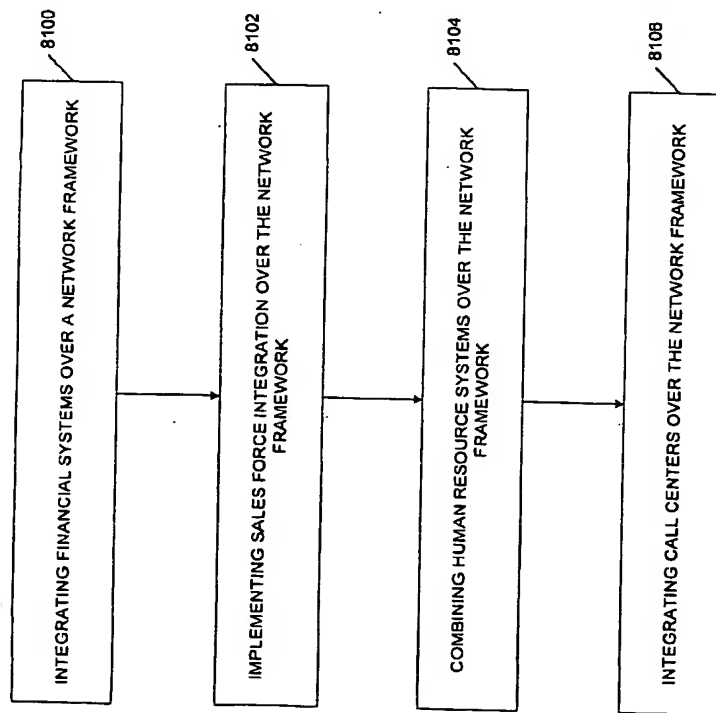 8100
INTEGRATING FINANCIAL SYSTEMS OVER A NETWORK FRAMEWORK
8102
IMPLEMENTING SALES FORCE INTEGRATION OVER THE NETWORK
FRAMEWORK
8104
COMBINING HUMAN RESOURCE SYSTEMS OVER THE NETWORK
FRAMEWORK
8106
INTEGRATING CALL CENTERS OVER THE NETWORK FRAMEWORK